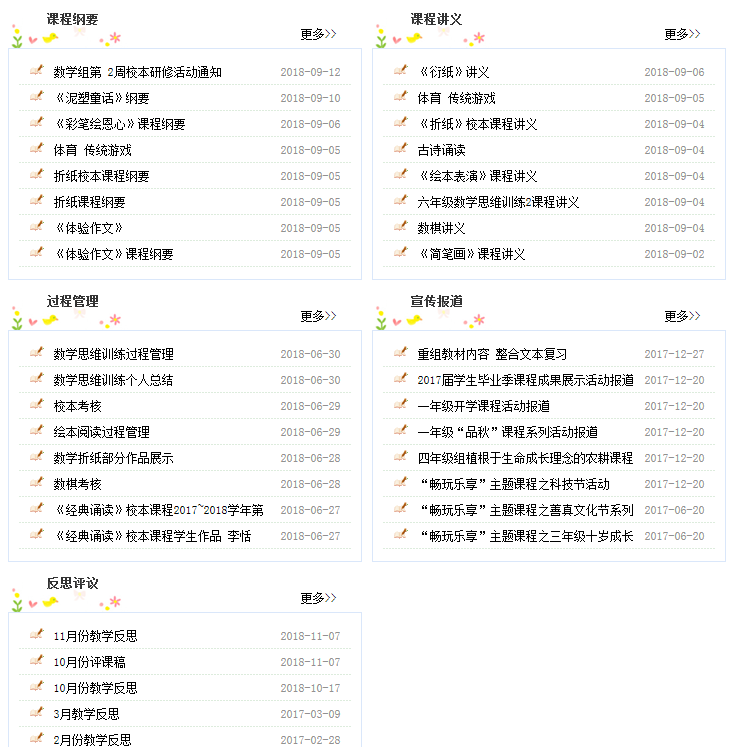 课程纲要
更多>>
数学组第 2周校本研修活动通知 2018-09-12
《泥塑童话》纲要 2018-09-10
《彩笔绘恩心》课程纲要 2018-09-06
体育 传统游戏 2018-09-05
折纸校本课程纲要 2018-09-05
折纸课程纲要 2018-09-05
《体验作文》 2018-09-05
《体验作文》课程纲要 2018-09-05
课程讲义
更多>>
《衍纸》讲义 2018-09-06
体育 传统游戏 2018-09-05
《折纸》校本课程讲义 2018-09-04
古诗诵读 2018-09-04
《绘本表演》课程讲义 2018-09-04
六年级数学思维训练2课程讲义 2018-09-04
数棋讲义 2018-09-04
《简笔画》课程讲义 2018-09-02
过程管理
更多>>
数学思维训练过程管理 2018-06-30
数学思维训练个人总结 2018-06-30
校本考核 2018-06-29
绘本阅读过程管理 2018-06-29
数学折纸部分作品展示 2018-06-28
数棋考核 2018-06-28
《经典诵读》校本课程2017~2018学年第 2018-06-27
《经典诵读》校本课程学生作品 李恬 2018-06-27
宣传报道
更多>>
重组教材内容 整合文本复习 2017-12-27
2017届学生毕业季课程成果展示活动报道 2017-12-20
一年级开学课程活动报道 2017-12-20
一年级“品秋”课程系列活动报道 2017-12-20
四年级组植根于生命成长理念的农耕课程 2017-12-20
“畅玩乐享”主题课程之科技节活动 2017-12-20
“畅玩乐享”主题课程之善真文化节系列 2017-06-20
“畅玩乐享”主题课程之三年级十岁成长 2017-06-20
反思评议
更多>>
11月份教学反思 2018-11-07
10月份评课稿 2018-11-07
10月份教学反思 2018-10-17
3月教学反思 2017-03-09
2月份教学反思 2017-02-28